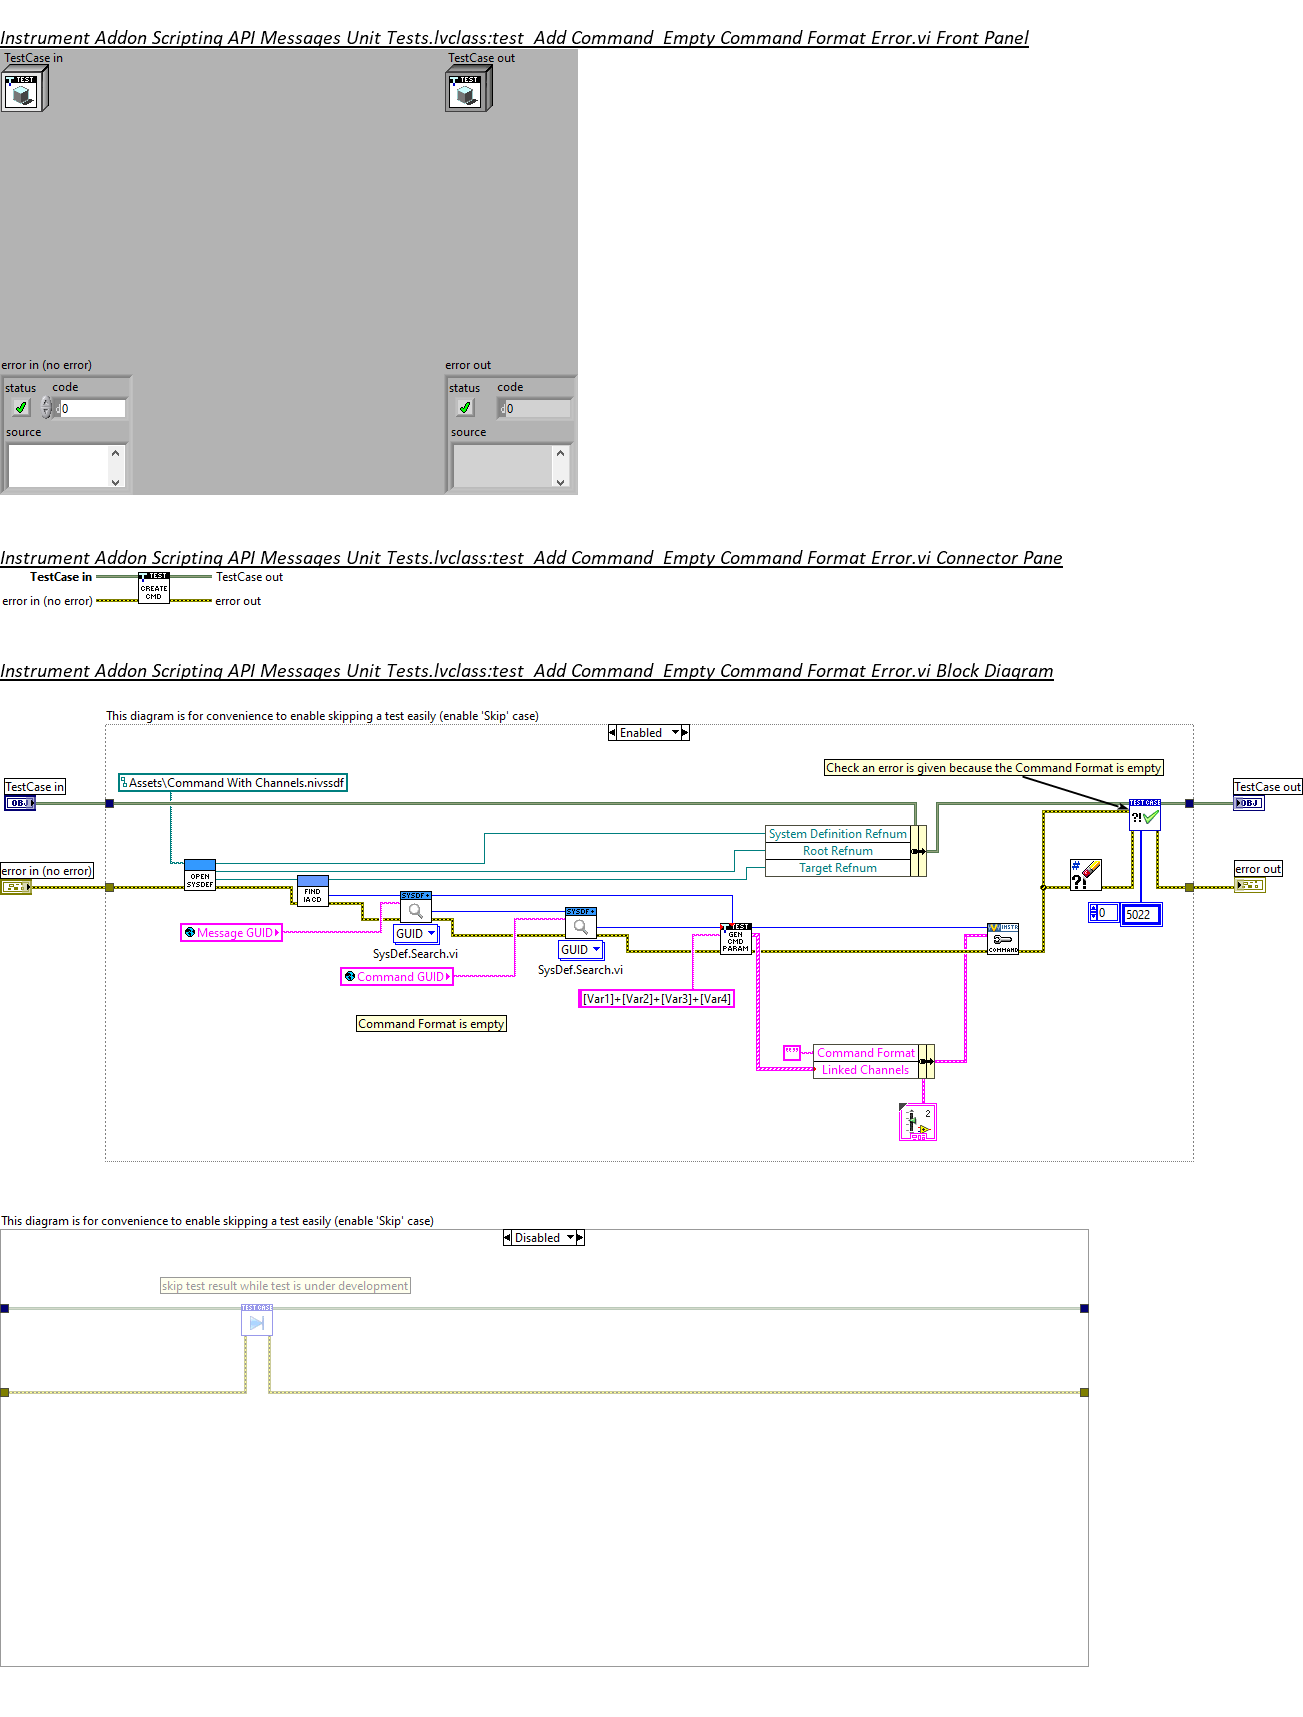 Instrument Addon Scripting API Messages Unit Tests.lvclass:test_Add Command_Empty Command Format Error.vi Front Panel
TestCase in
TestCase out
TEST
TEST
error in (no error)
error out
status
code
status
code
d 0
d 0
source
source
Instrument Addon Scripting API Messages Unit Tests.lvclass:test_Add Command_Empty Command Format Error.vi Connector Pane
TestCase in
TEST
CREATE
CMD
TestCase out
error in (no error)
error out
Instrument Addon Scripting API Messages Unit Tests.lvclass:test_Add Command_Empty Command Format Error.vi Block Diagram
This diagram is for convenience to enable skipping a test easily (enable 'Skip' case)
Enabled
Check an error is given because the Command Format is empty
TestCase in
OBJ
Assets\Command With Channels.nivssdf
TEST CASE
?!
TestCase out
OBJ
System Definition Refnum
Root Refnum
Target Refnum
error in (no error)
OPEN
SYSDEF
FIND
IACD
#
?!
error out
SYSDF
GUID
SysDef.Search.vi
SYSDF
GUID
SysDef.Search.vi
Message GUID
Command GUID
TEST
GEN
CMD
PARAM
INSTR
COMMAND
0
5022
[Var1]+[Var2]+[Var3]+[Var4]
Command Format is empty
""
Command Format
Linked Channels
2
This diagram is for convenience to enable skipping a test easily (enable 'Skip' case)
Disabled
skip test result while test is under development
TEST CASE